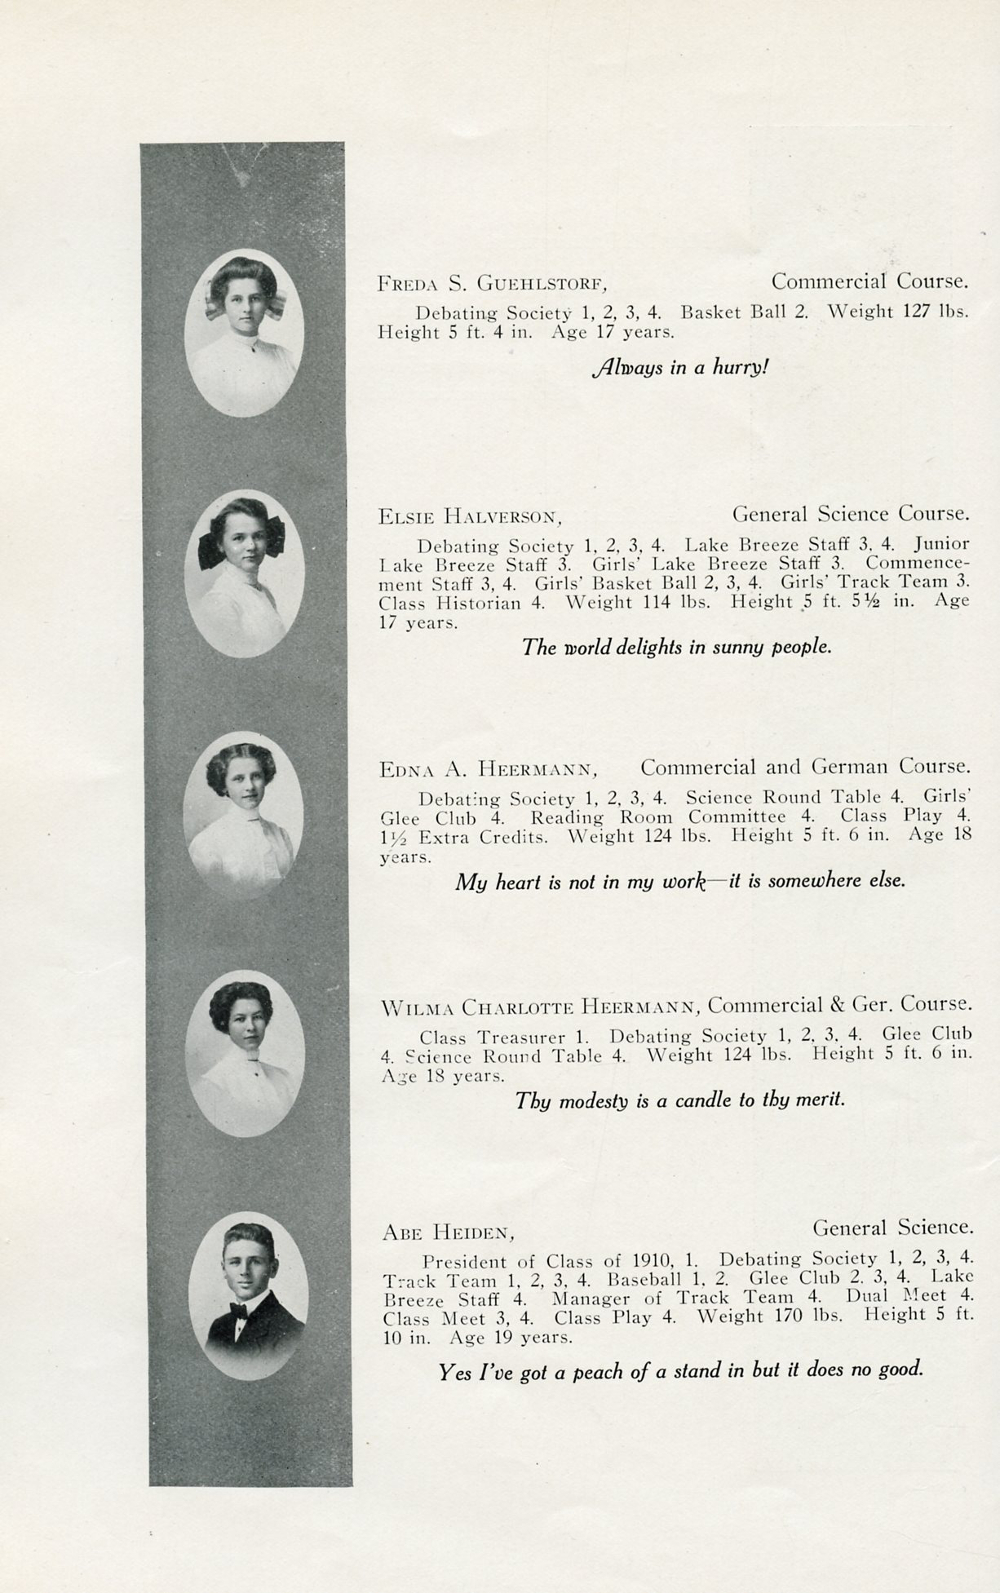 FREDA S. GUEHLSTORF, Commercial Course.
Debating Society 1, 2, 3, 4. Basket Ball 2. Weight 127 lbs.
Height 5 ft. 4 in. Age 17 years.
Always in a hurry!
ELSIE HALVERSON, General Science Course.
Debating Society 1, 2, 3, 4. Lake Breeze Staff 3, 4. Junior
Lake Breeze Staff 3. Girls' Lake Breeze Staff 3. Commence-
ment Staff 3, 4. Girls' Basket Ball 2, 3, 4. Girls' Track Team 3.
Class Historian 4. Weight 114 lbs. Height 5 ft. 5½ in. Age
17 years.
The world delights in sunny people.
EDNA A. HEERMANN, Commercial and German Course.
Debating Society 1, 2, 3, 4. Science Round Table 4. Girls'
Glee Club 4. Reading Room Committee 4. Class Play 4.
1½ Extra Credits. Weight 124 lbs. Height 5 ft. 6 in. Age 18
years.
My heart is not in my work—it is somewhere else.
WILMA CHARLOTTE HEERMANN, Commercial & Ger. Course.
Class Treasurer 1. Debating Society 1, 2, 3, 4. Glee Club
4. Science Round Table 4. Weight 124 lbs. Height 5 ft. 6 in.
Age 18 years.
Thy modesty is a candle to thy merit.
ABE HEIDEN, General Science.
President of Class of 1910, 1. Debating Society 1, 2, 3, 4.
Track Team 1, 2, 3, 4. Baseball 1, 2. Glee Club 2. 3, 4. Lake
Breeze Staff 4. Manager of Track Team 4. Dual Meet 4.
Class Meet 3, 4. Class Play 4. Weight 170 lbs. Height 5 ft.
10 in. Age 19 years.
Yes I've got a peach of a stand in but it does no good.